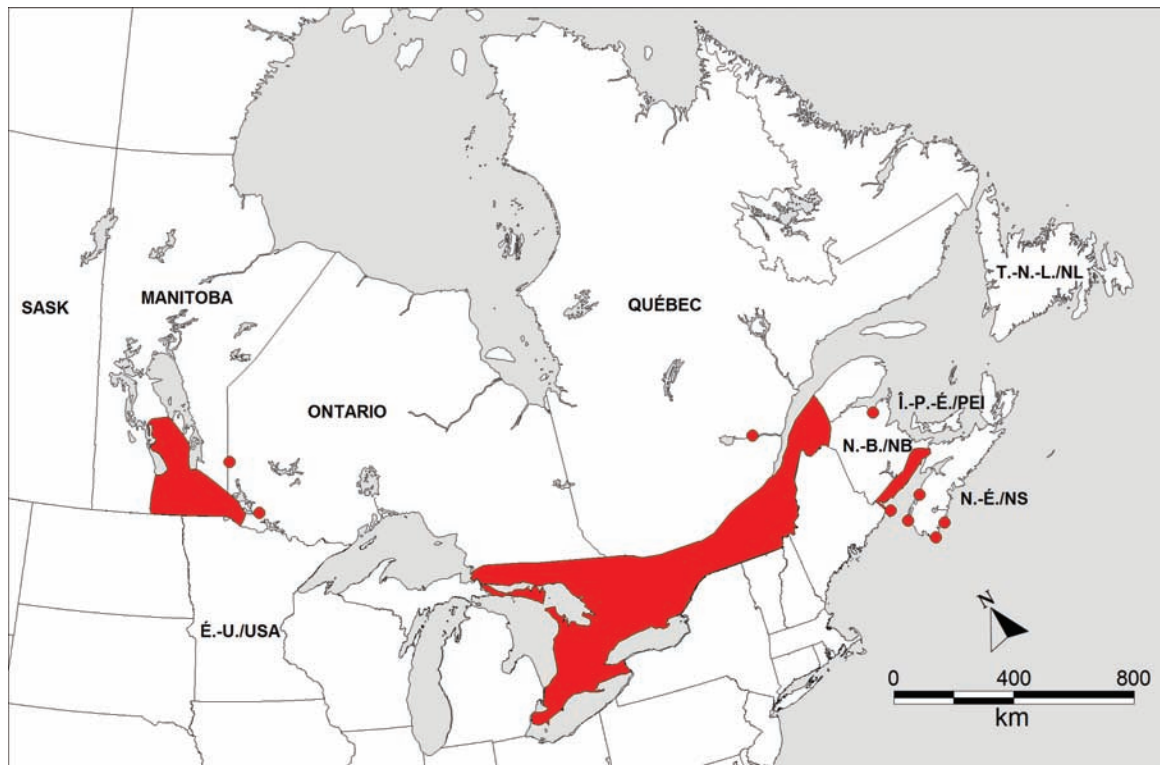 T.-N.-L./NL
MANITOBA
SASK
QUÉBEC
ONTARIO
Î.-P.-É./PEI
N.-B./NB
N.-É./NS
N
É.-U./USA
0 400 800
km